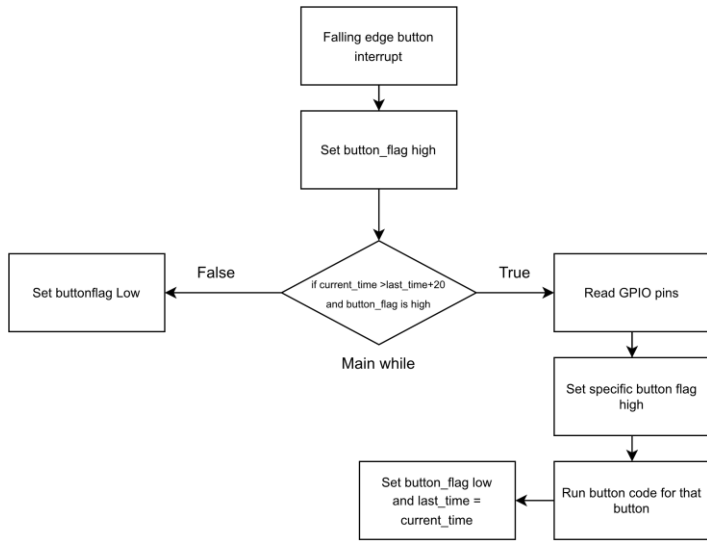 Falling edge button
interrupt
Set button_flag high
False
True
if current_time >last_time+20
and button_flag is high
Set buttonflag Low
Read GPIO pins
Main while
Set specific button flag
high
Set button_flag low
and last_time =
current_time
Run button code for that
button